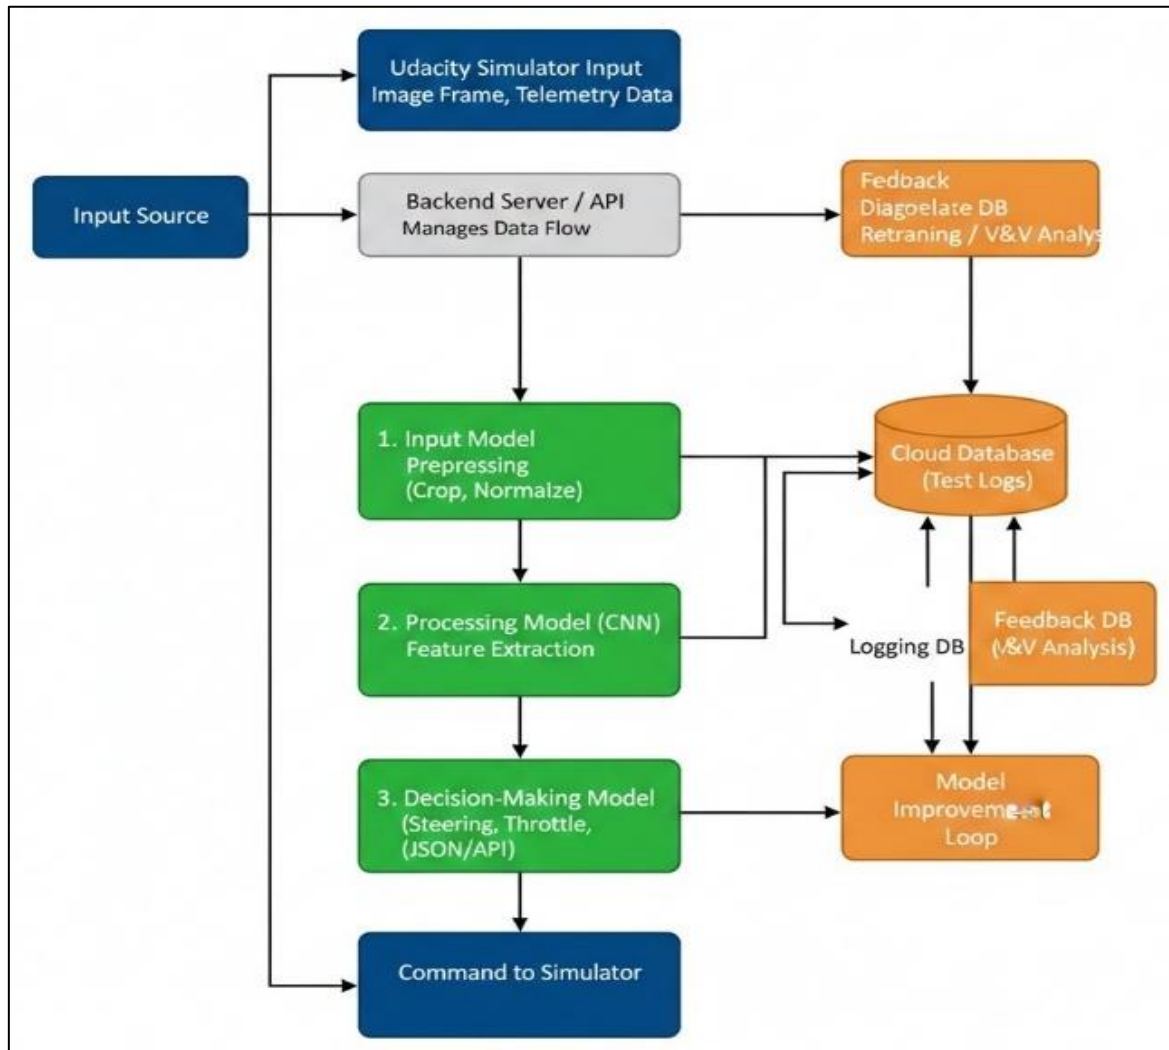 Udacity Simulator Input
Image Frame, Telemetry Data
Input Source
Backend Server / API
Manages Data Flow
Fedback
Diagoelate DB
Retraning / V&V Analys
1. Input Model
Prepressing
(Crop, Normaize)
Cloud Database
(Test Logs)
2. Processing Model (CNN)
Feature Extraction
Logging DB
Feedback DB
(V&V Analysis)
3. Decision-Making Model
(Steering, Throttle,
(JSON/API)
Model
Loop
Command to Simulator